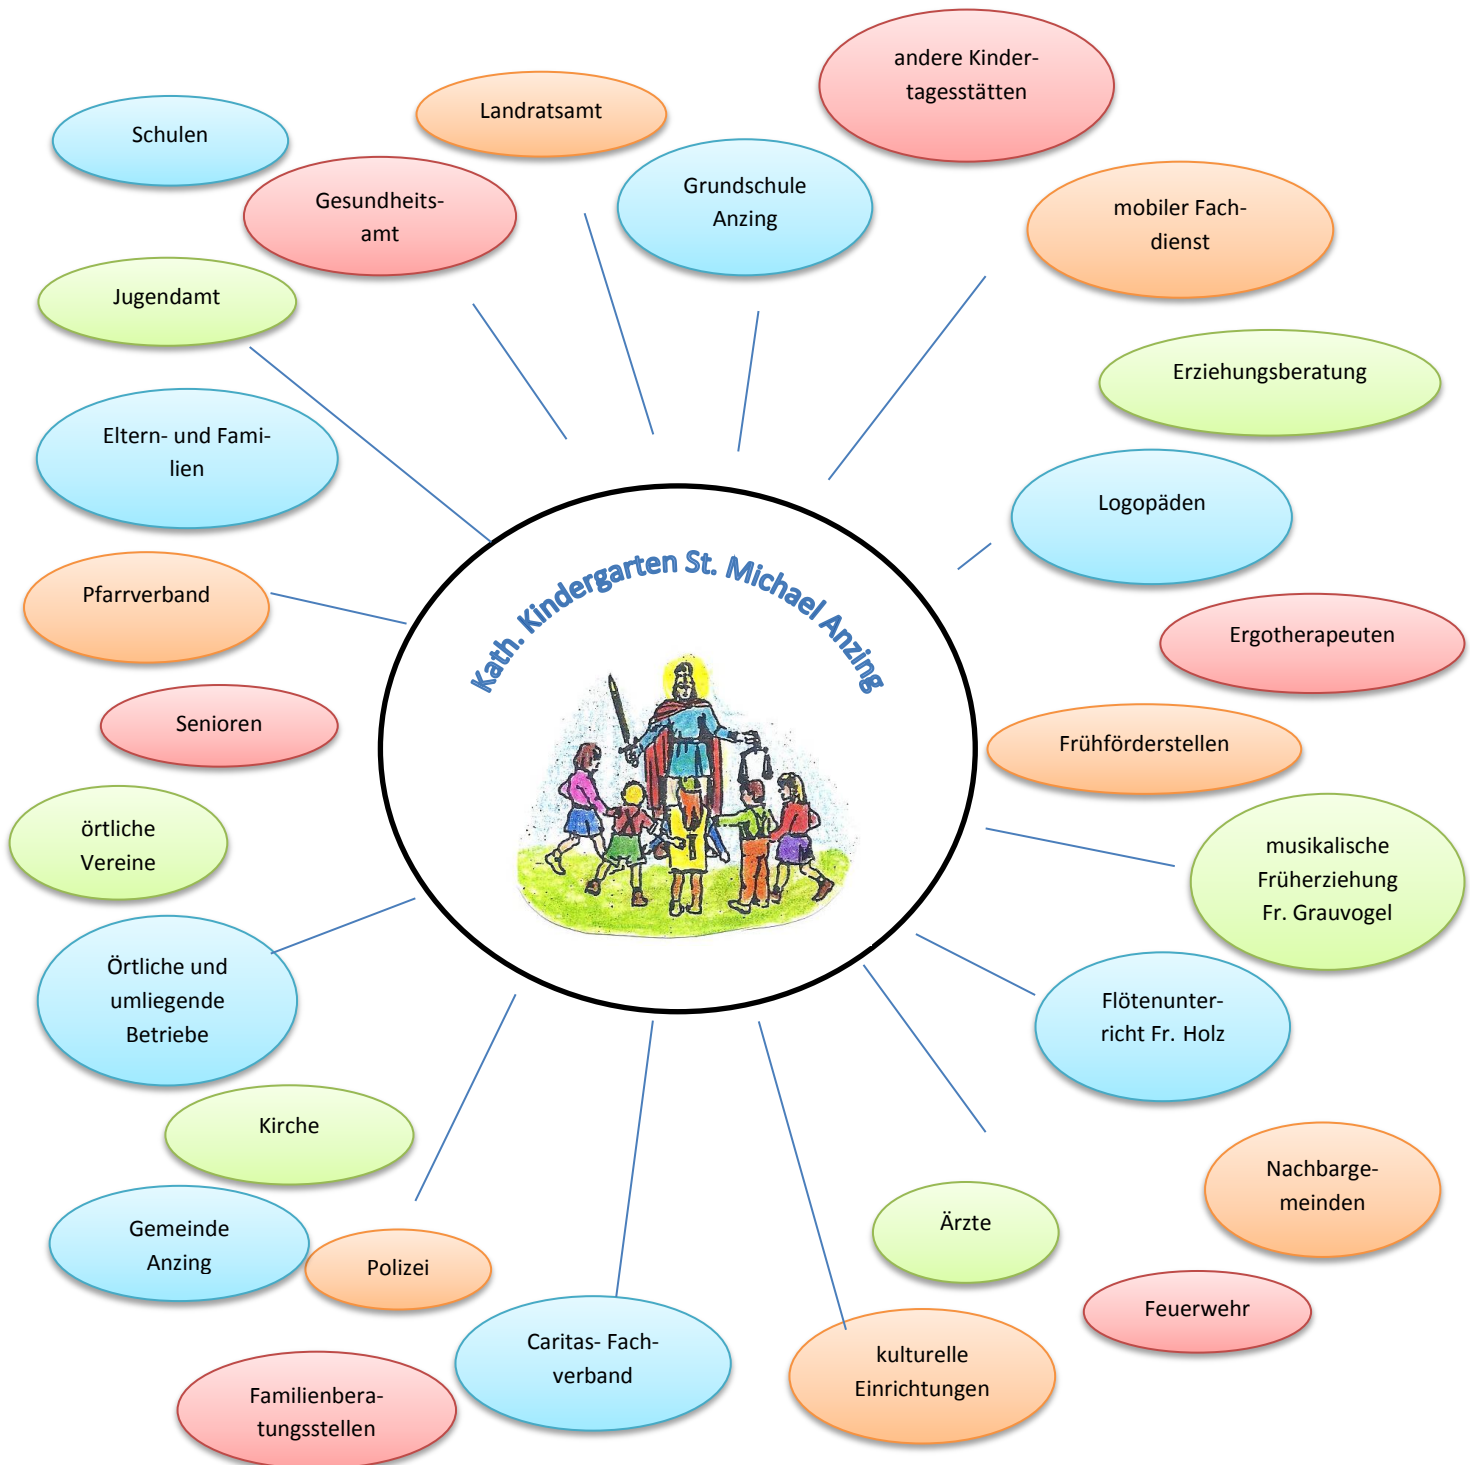 andere Kinder-
tagesstätten
Landratsamt
Schulen
Grundschule
Anzing
Gesundheits-
amt
mobiler Fach-
dienst
Jugendamt
Erziehungsberatung
Eltern- und Fami-
lien
Logopäden
Kath. Kindergarten St. Michael Anzing
Pfarrverband
Ergotherapeuten
Senioren
Frühförderstellen
örtliche
Vereine
musikalische
Früherziehung
Fr. Grauvogel
Örtliche und
umliegende
Betriebe
Flötenunter-
richt Fr. Holz
Kirche
Nachbarge-
meinden
Gemeinde
Anzing
Ärzte
Polizei
Feuerwehr
Caritas- Fach-
verband
kulturelle
Einrichtungen
Familienbera-
tungsstellen